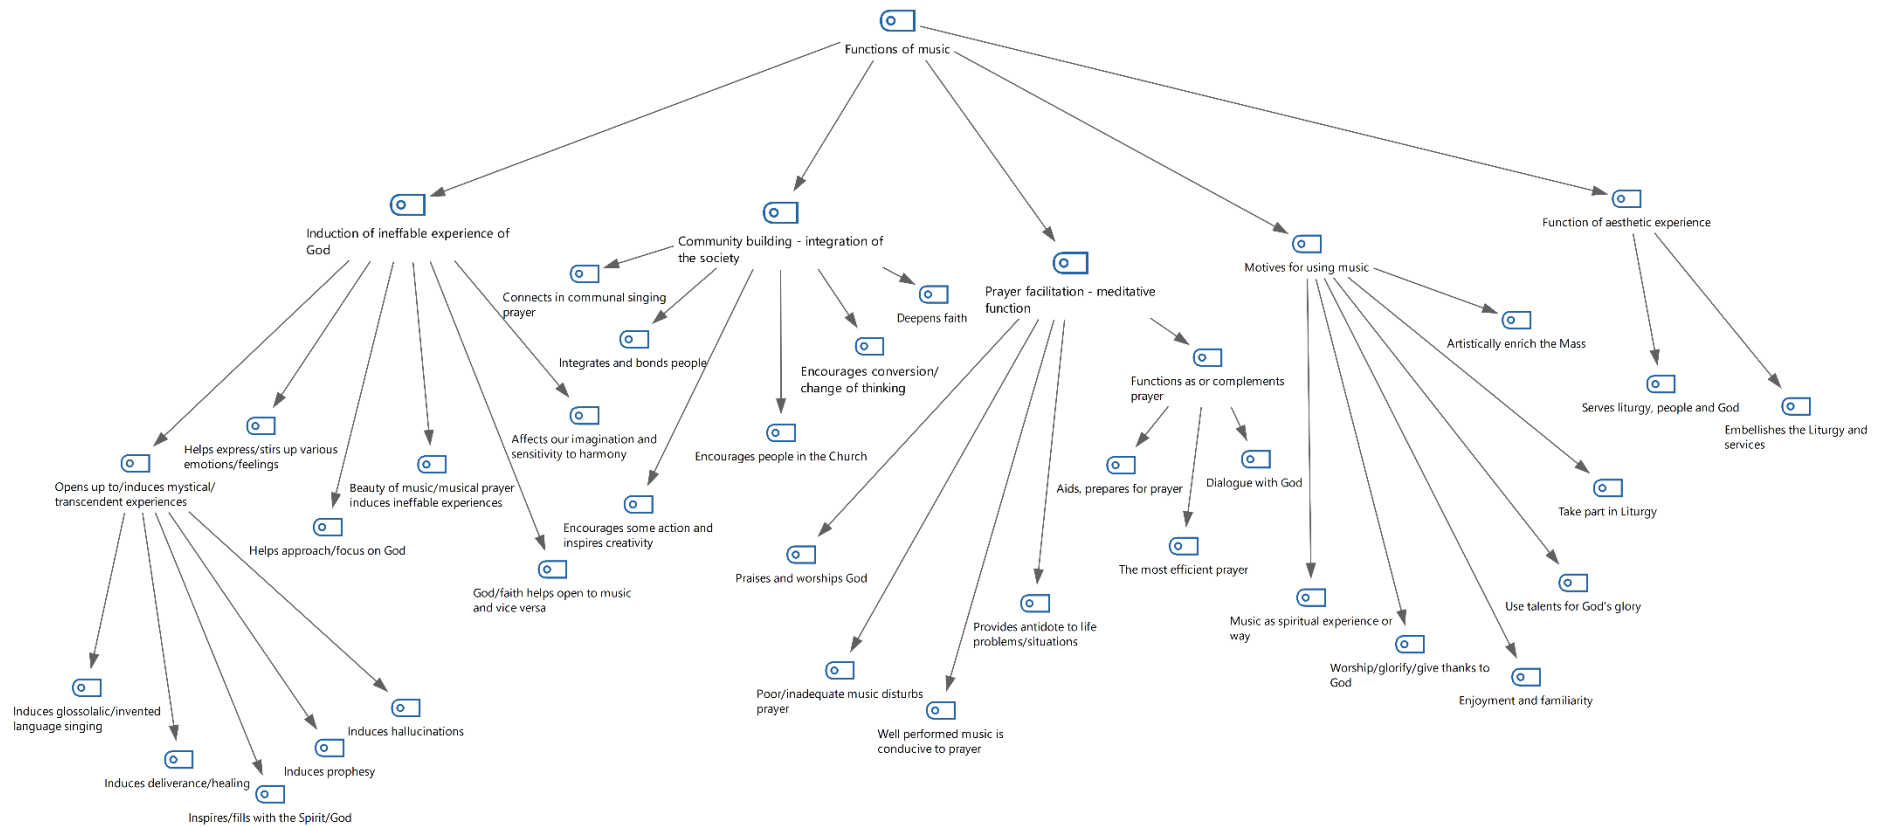 Functions of music
Induction of ineffable experience of
God
Community building - integration of
the society
Prayer facilitation - meditative
function
Motives for using music
Function of aesthetic experience
Connects in communal singing
prayer
Integrates and bonds people
Encourages some action and
inspires creativity
Encourages people in the Church
Encourages conversion/
change of thinking
Deepens faith
Opens up to/induces mystical/
transcendent experiences
Helps express/stirs up various
emotions/feelings
Helps approach/focus on God
Beauty of music/musical prayer
induces ineffable experiences
God/faith helps open to music
and vice versa
Affects our imagination and
sensitivity to harmony
Induces glossolalic/invented
language singing
Induces deliverance/healing
Inspires/fills with the Spirit/God
Induces prophesy
Induces hallucinations
Praises and worships God
Poor/inadequate music disturbs
prayer
Well performed music is
conducive to prayer
Provides antidote to life
problems/situations
Functions as or complements
prayer
Aids, prepares for prayer
The most efficient prayer
Dialogue with God
Music as spiritual experience or
way
Worship/glorify/give thanks to
God
Enjoyment and familiarity
Use talents for God's glory
Take part in Liturgy
Artistically enrich the Mass
Serves liturgy, people and God
Embellishes the Liturgy and
services